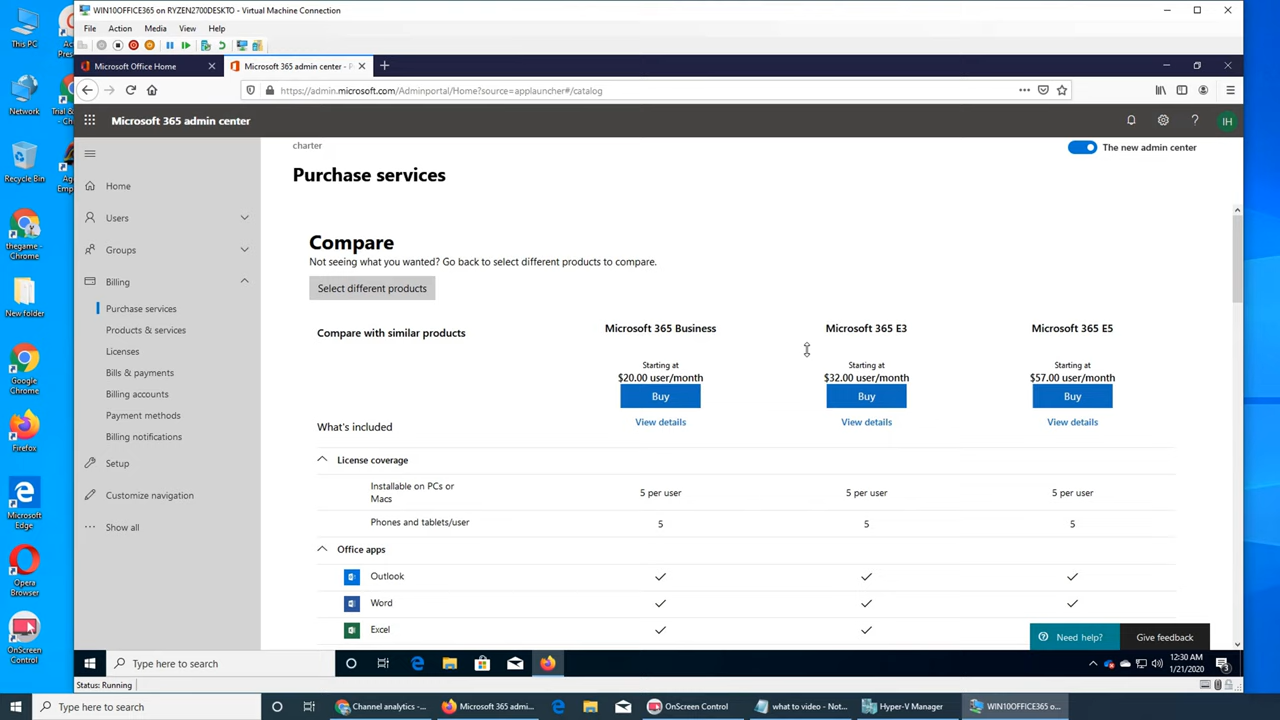 WIN10OFFICE365 on RYZEN2700DESKTO - Virtual Machine Connection
File Action Media View Help
Microsoft Office Home
Microsoft 365 admin center - P
https://admin.microsoft.com/Adminportal/Home?source=applauncher#/catalog
Microsoft 365 admin center
IH
charter
The new admin center
Purchase services
Home
Users
Groups
Billing
Purchase services
Products & services
Licenses
Bills & payments
Billing accounts
Payment methods
Billing notifications
Setup
Customize navigation
Show all
Compare
Not seeing what you wanted? Go back to select different products to compare.
Select different products
Compare with similar products
Microsoft 365 Business Microsoft 365 E3 Microsoft 365 E5
Starting at Starting at Starting at
$20.00 user/month $32.00 user/month $57.00 user/month
Buy Buy Buy
View details View details View details
What's included
License coverage
Installable on PCs or
Macs
5 per user 5 per user 5 per user
Phones and tablets/user 5 5 5
Office apps
Outlook
Word
Excel
Need help?
Give feedback
Type here to search
12:30 AM
1/21/2020
3
Status: Running
This PC
Network
Recycle Bin
thegame -
Chrome
New folder
Google
Chrome
Firefox
Microsoft
Edge
Opera
Browser
OnScreen
Control
Type here to search
Channel analytics -...
Microsoft 365 admi...
OnScreen Control
what to video - Not...
Hyper-V Manager
WIN10OFFICE365 o...